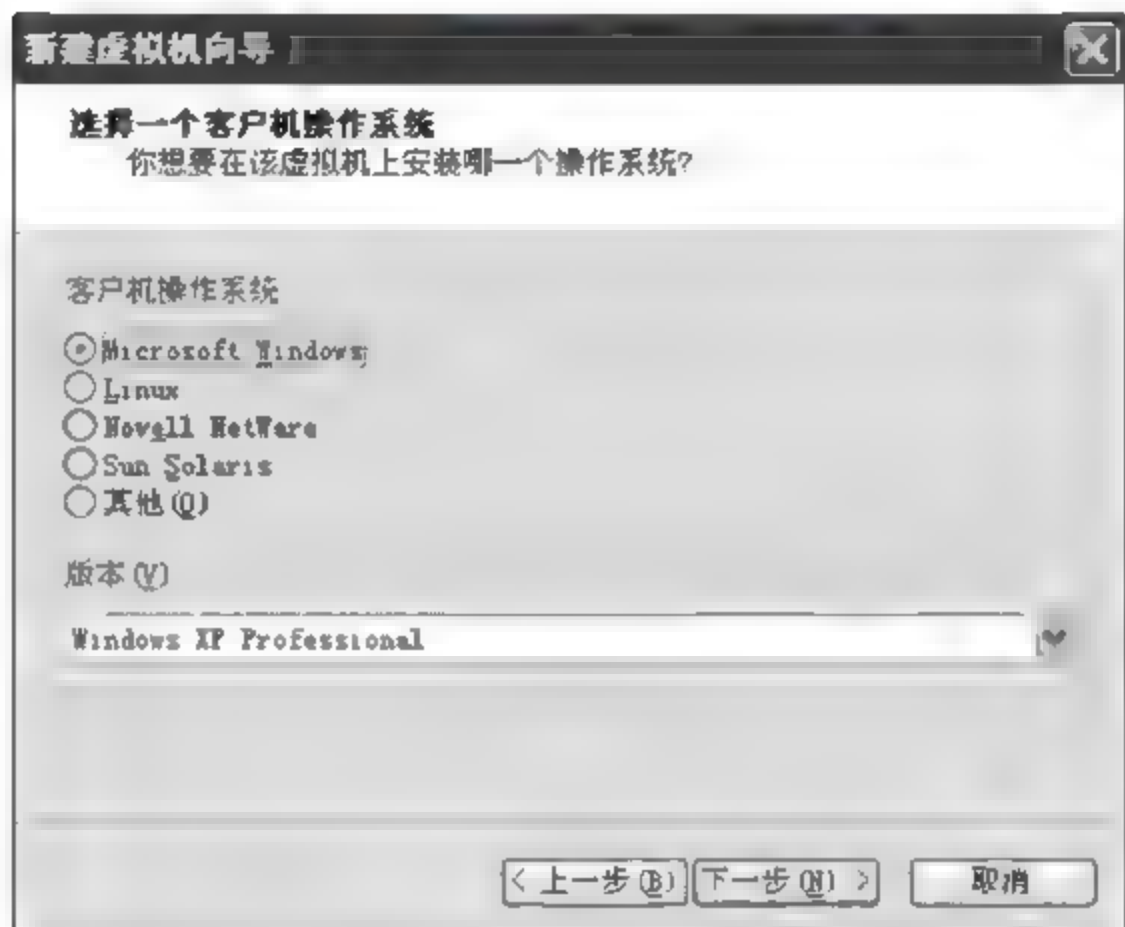 新建虚拟机向导
选择一个客户机操作系统
你想要在该虚拟机上安装哪一个操作系统?
客户机操作系统
Microsoft Windows
Linux
Novell NetWare
Sun Solaris
其他(O)
版本(V)
Windows XP Professional
< 上一步(B) 下一步(N) > 取消